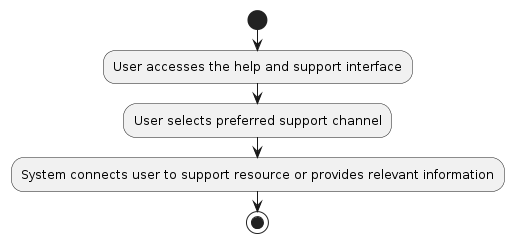 User accesses the help and support interface
User selects preferred support channel
System connects user to support resource or provides relevant information